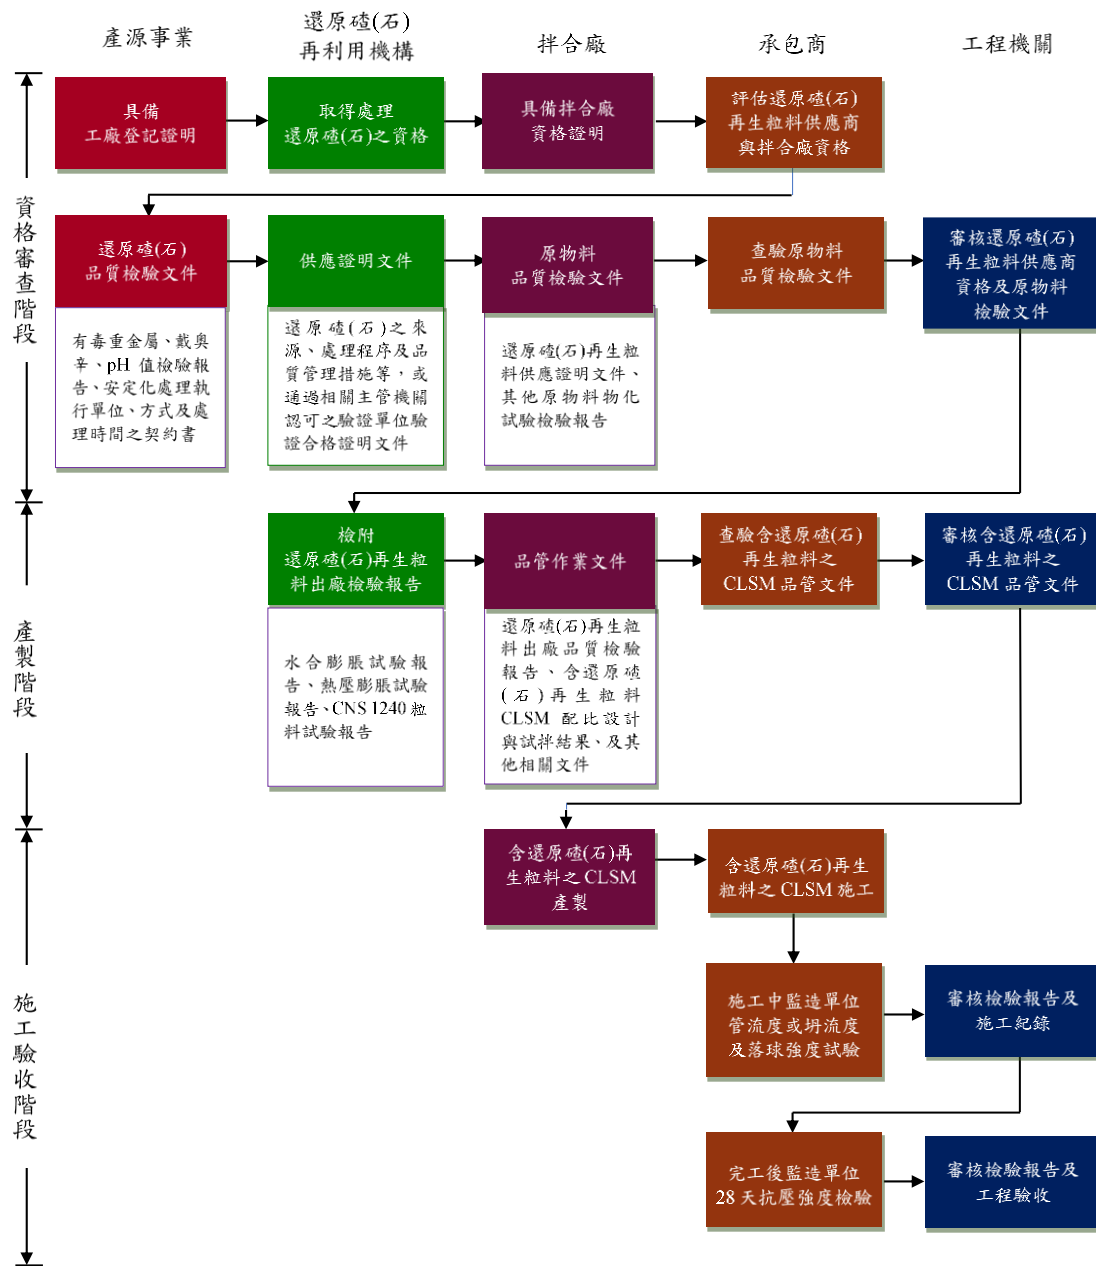 產源事業
還原碴(石)
再利用機構
拌合廠
承包商
工程機關
資格審查階段
具備
工廠登記證明
取得處理
還原碴(石)之資格
具備拌合廠
資格證明
評估還原碴(石)
再生粒料供應商
與拌合廠資格
還原碴(石)
品質檢驗文件
供應證明文件
原物料
品質檢驗文件
查驗原物料
品質檢驗文件
審核還原碴(石)
再生粒料供應商
資格及原物料
檢驗文件
有毒重金屬、戴奧
辛、pH 值檢驗報
告、安定化處理執
行單位、方式及處
理時間之契約書
還原碴(石)之來
源、處理程序及品
質管理措施等，或
通過相關主管機關
認可之驗證單位驗
證合格證明文件
還原碴(石)再生粒
料供應證明文件、
其他原物料物化
試驗檢驗報告
產製階段
檢附
還原碴(石)再生粒
料出廠檢驗報告
品管作業文件
查驗含還原碴(石)
再生粒料之
CLSM 品管文件
審核含還原碴(石)
再生粒料之
CLSM 品管文件
水合膨脹試驗報
告、熱壓膨脹試驗
報告、CNS 1240 粒
料試驗報告
還原碴(石)再生粒
料出廠品質檢驗
報告、含還原碴
(石)再生粒料
CLSM 配比設計
與試拌結果、及其
他相關文件
施工驗收階段
含還原碴(石)再
生粒料之 CLSM
產製
含還原碴(石)再生
粒料之 CLSM 施工
施工中監造單位
管流度或坍流度
及落球強度試驗
審核檢驗報告及
施工紀錄
完工後監造單位
28 天抗壓強度檢驗
審核檢驗報告及
工程驗收